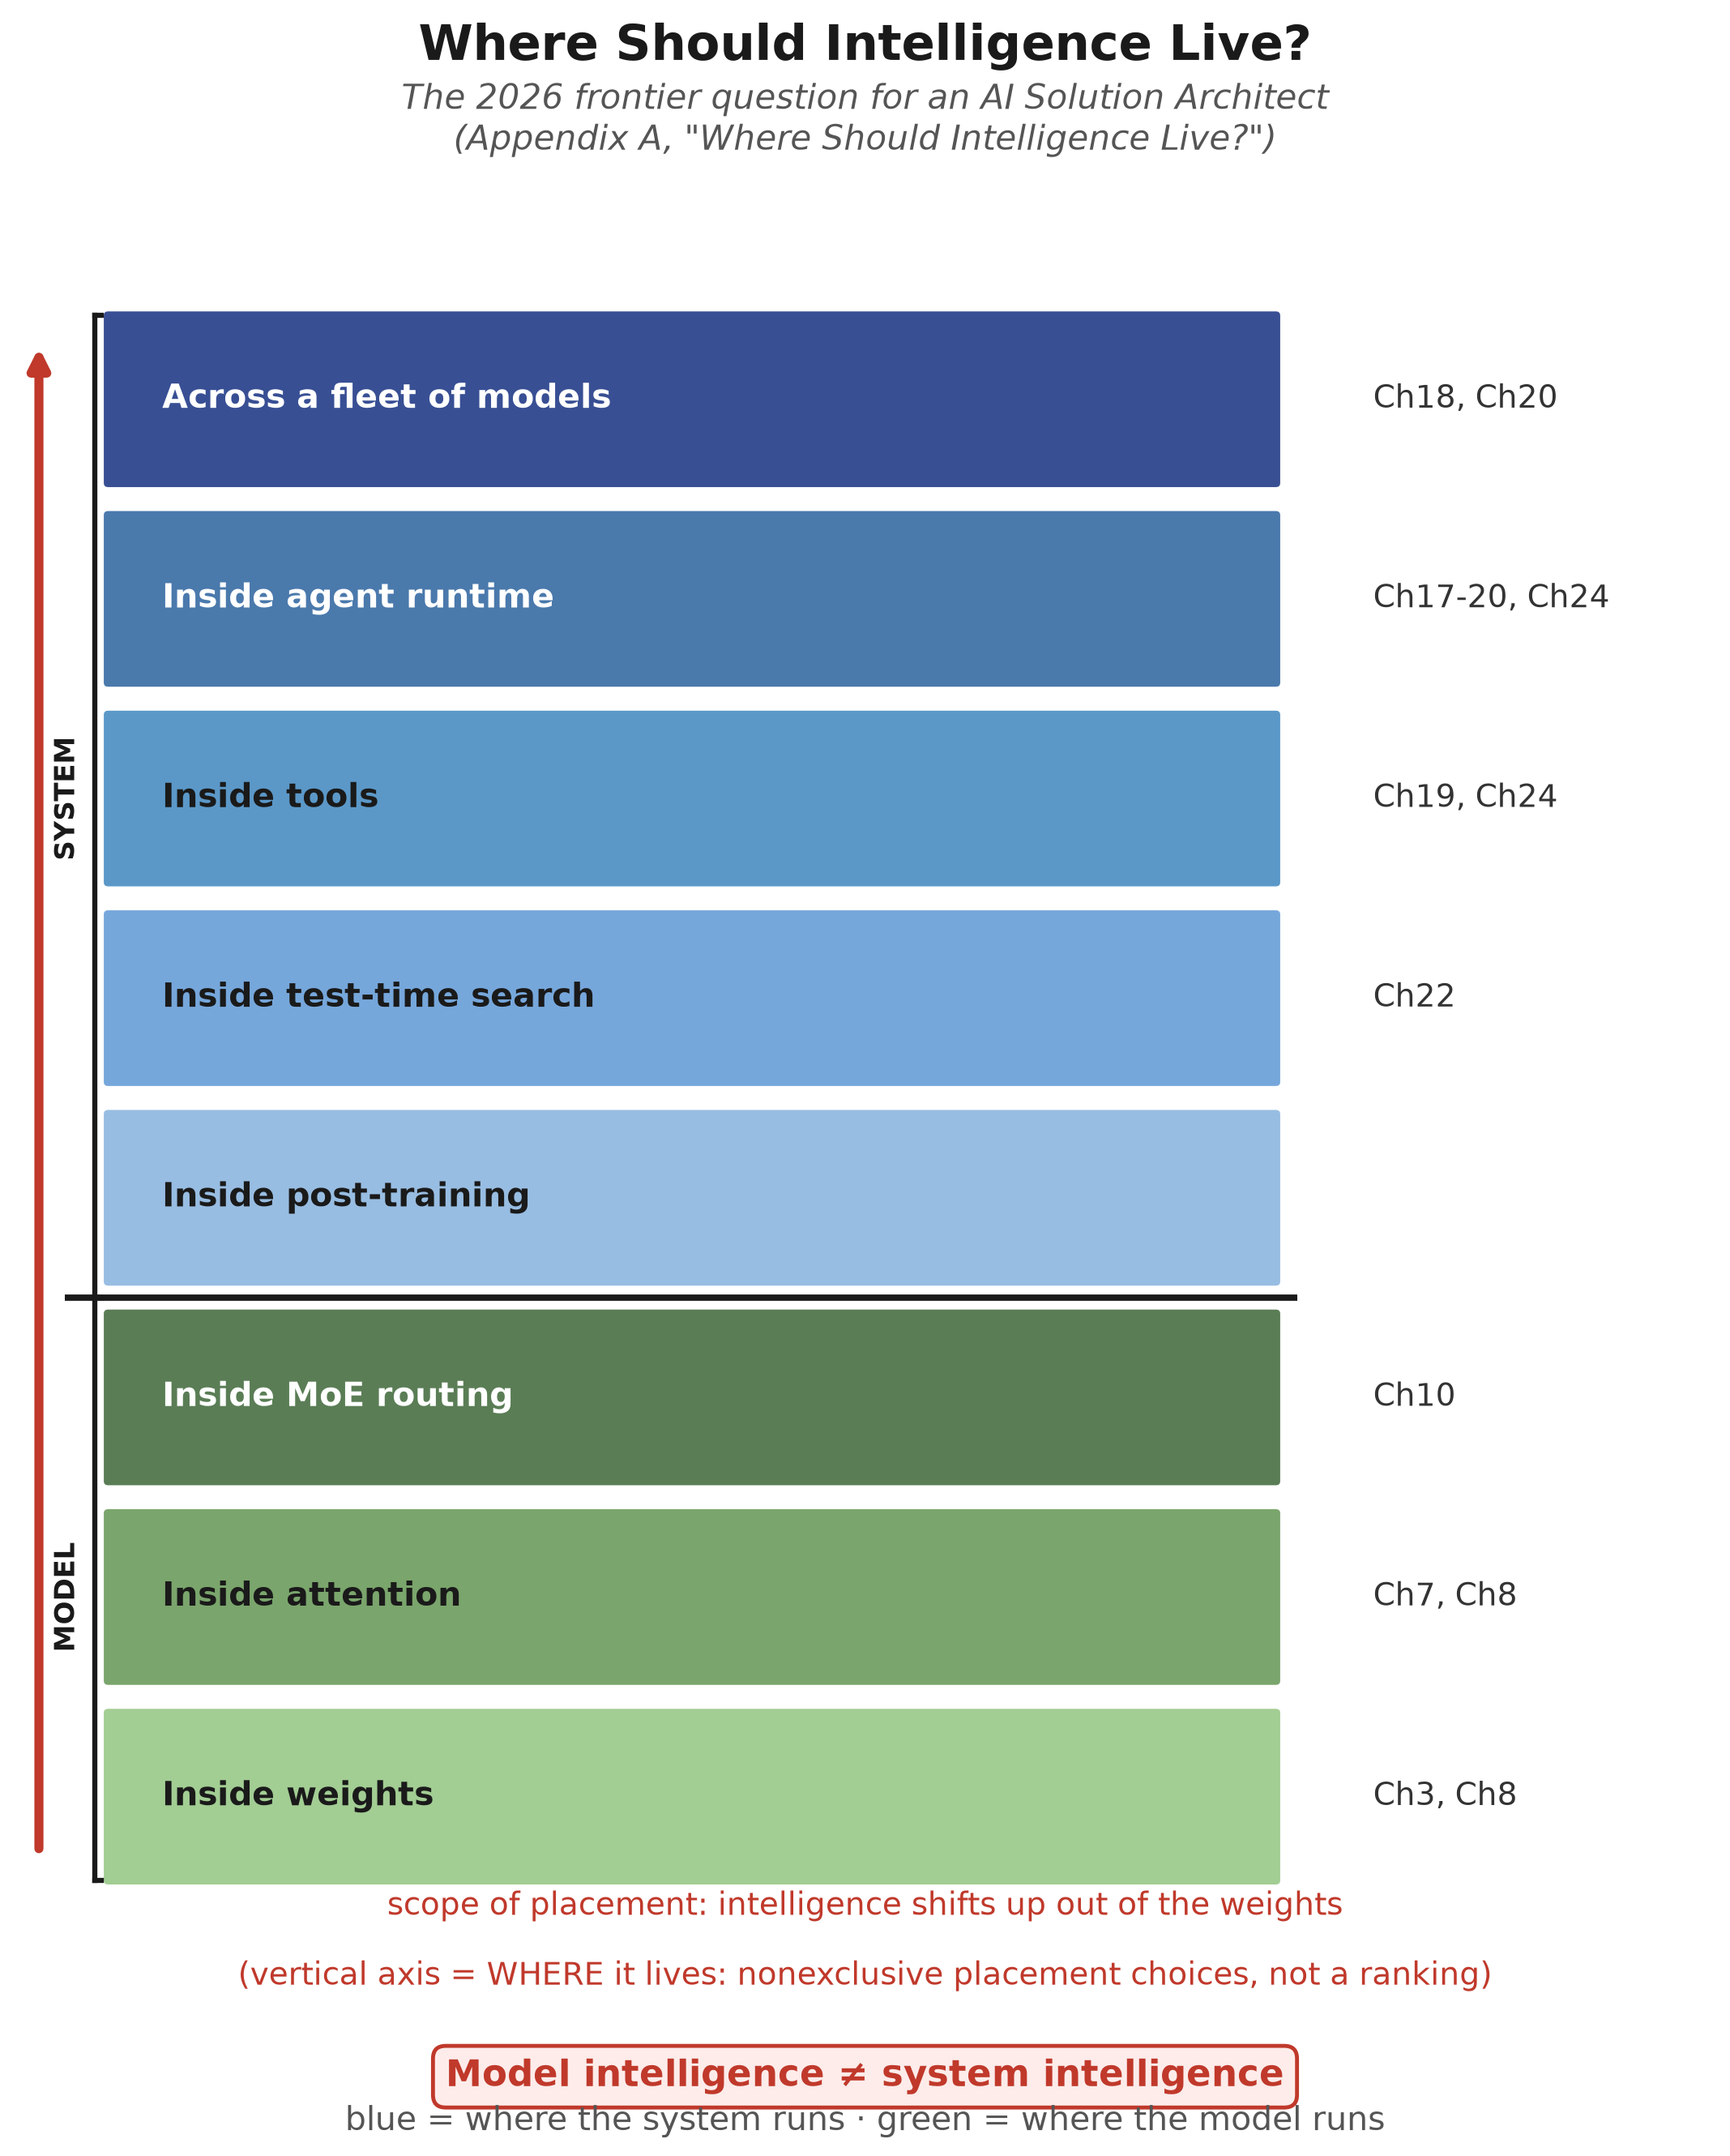 Where Should Intelligence Live?
The 2026 frontier question for an AI Solution Architect
(Appendix A, "Where Should Intelligence Live?")
Across a fleet of models
Ch18, Ch20
Inside agent runtime
Ch17-20, Ch24
SYSTEM
Inside tools
Ch19, Ch24
Inside test-time search
Ch22
Inside post-training
Inside MoE routing
Ch10
MODEL
Inside attention
Ch7, Ch8
Inside weights
Ch3, Ch8
scope of placement: intelligence shifts up out of the weights
(vertical axis = WHERE it lives: nonexclusive placement choices, not a ranking)
Model intelligence ≠ system intelligence
blue = where the system runs · green = where the model runs